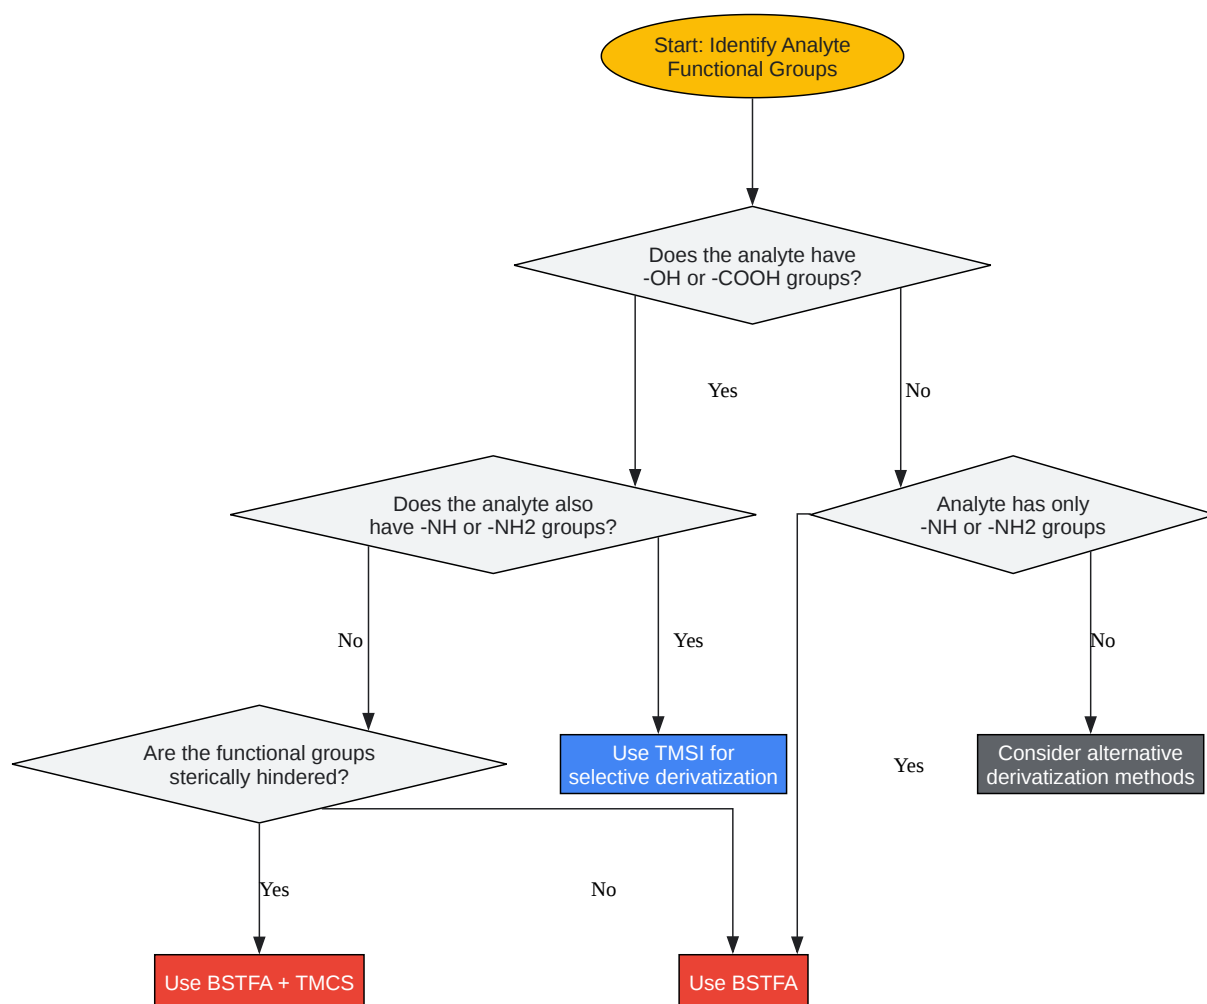 Start: Identify Analyte
Functional Groups
Does the analyte have
-OH or -COOH groups?
Yes
No
Does the analyte also
have -NH or -NH2 groups?
Analyte has only
-NH or -NH2 groups
No
Yes
No
Are the functional groups
sterically hindered?
Use TMSI for
selective derivatization
Yes
Consider alternative
derivatization methods
Yes
No
Use BSTFA + TMCS
Use BSTFA